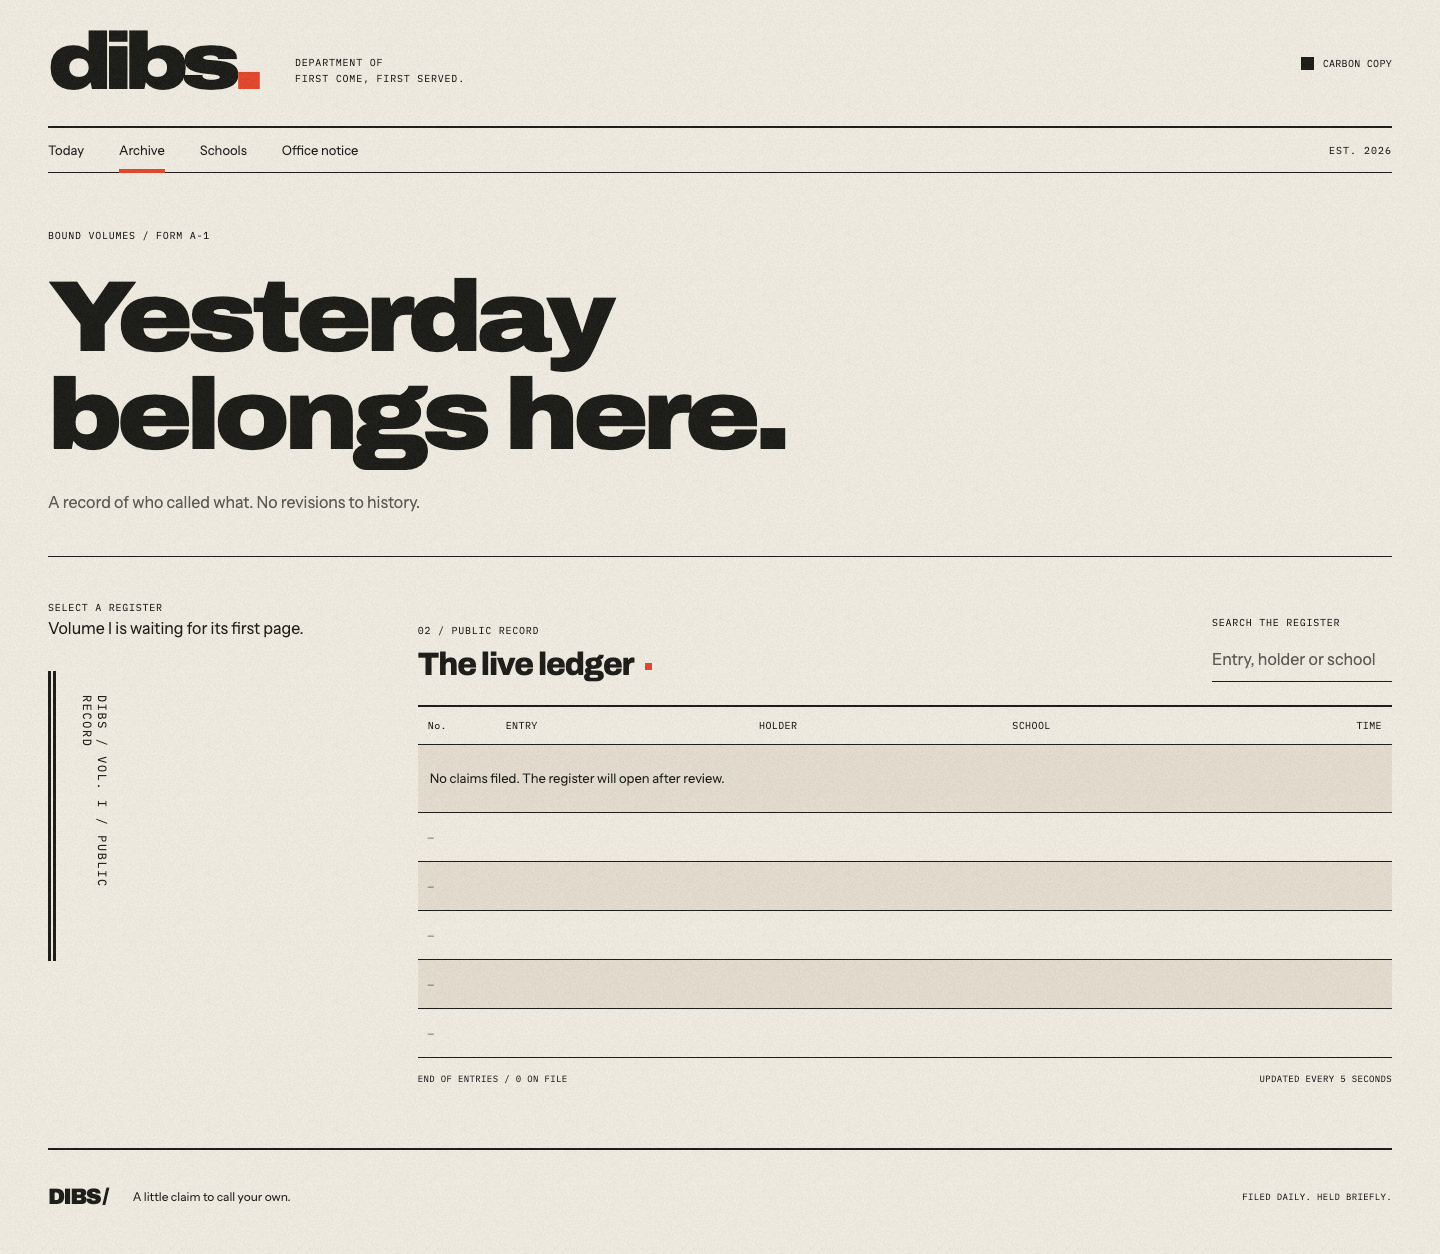 dibs.
DEPARTMENT OF
FIRST COME, FIRST SERVED.
CARBON COPY
Today
Archive
Schools
Office notice
EST. 2026
BOUND VOLUMES / FORM A-1
Yesterday
belongs here.
A record of who called what. No revisions to history.
SELECT A REGISTER
Volume I is waiting for its first page.
DIBS / VOL. I / PUBLIC
RECORD
02 / PUBLIC RECORD
The live ledger
SEARCH THE REGISTER
Entry, holder or school
No. ENTRY HOLDER SCHOOL TIME
No claims filed. The register will open after review.
—
—
—
—
—
END OF ENTRIES / 0 ON FILE
UPDATED EVERY 5 SECONDS
DIBS/
A little claim to call your own.
FILED DAILY. HELD BRIEFLY.